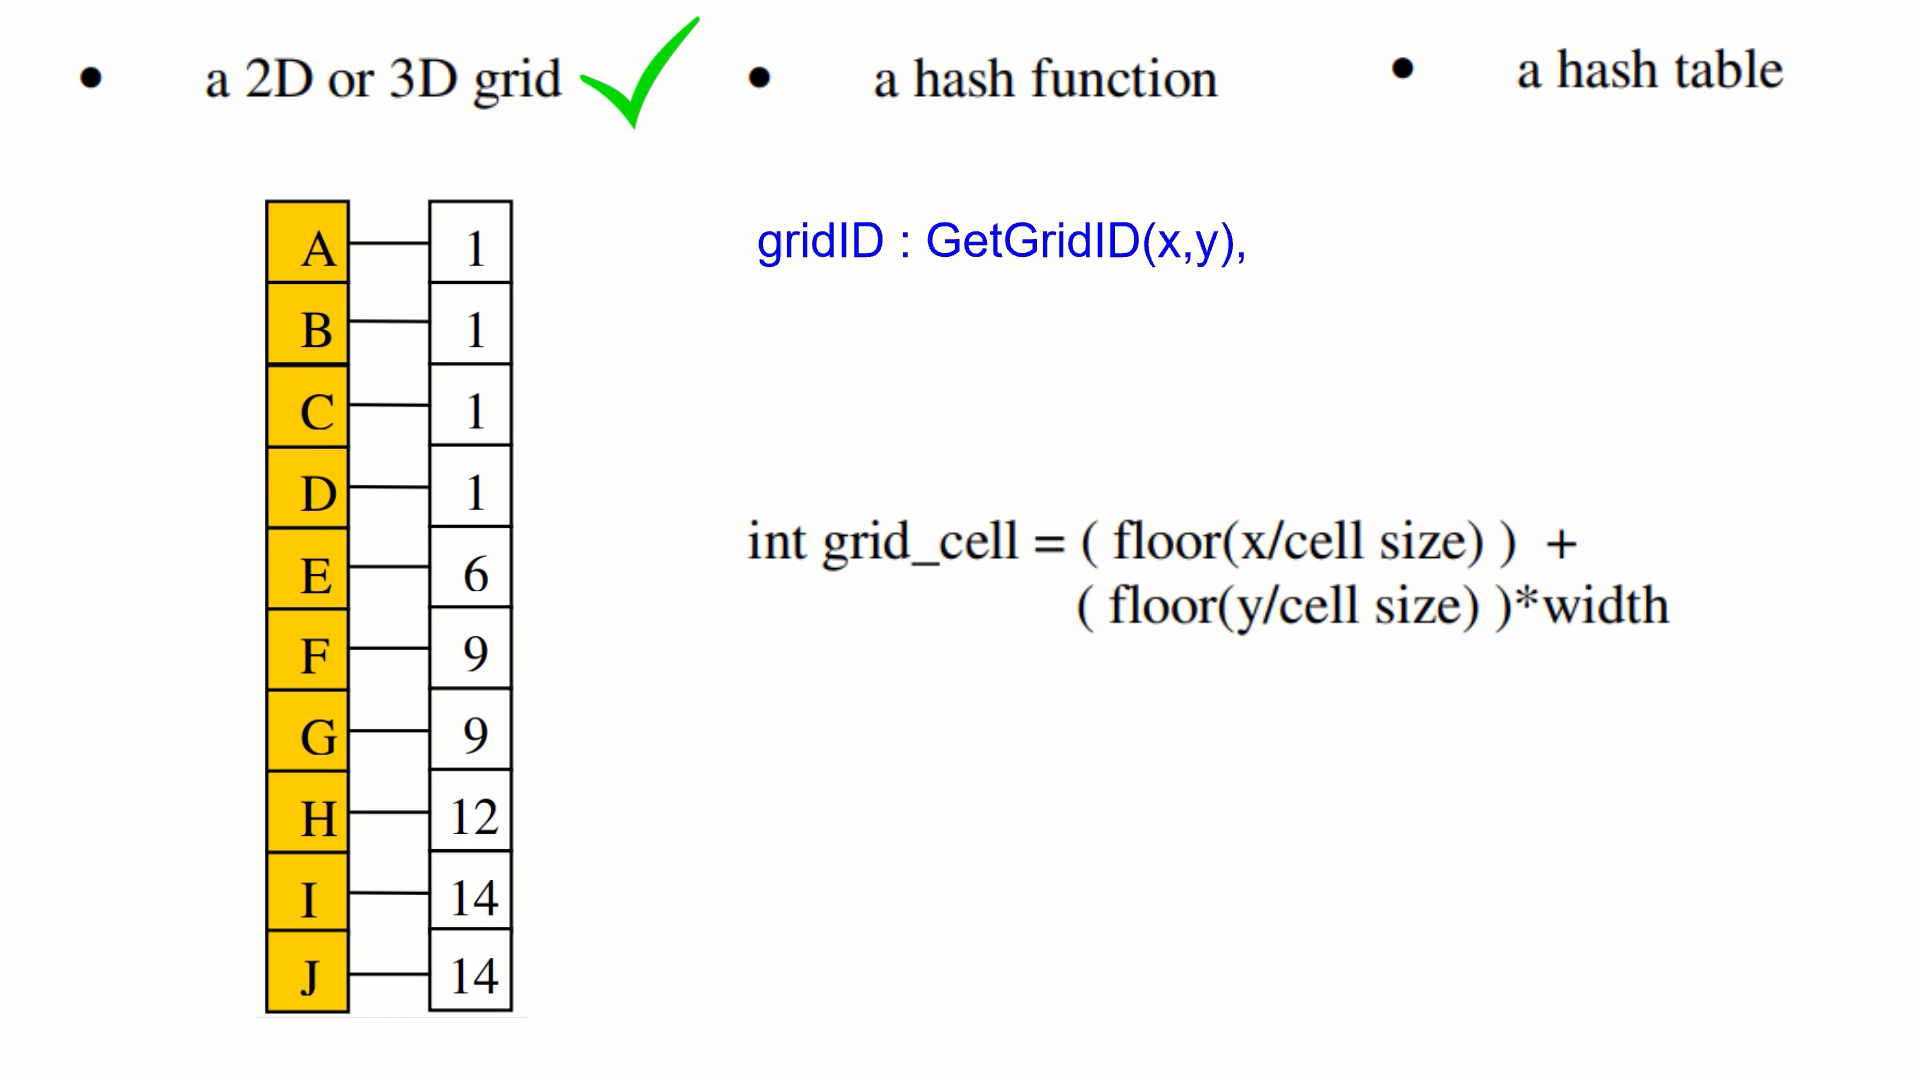 • a 2D or 3D grid • a hash function • a hash table
gridID : GetGridID(x,y),
A 1
B 1
C 1
D 1
E 6
F 9
G 9
H 12
I 14
J 14
int grid_cell = ( floor(x/cell size) ) +
( floor(y/cell size) )*width